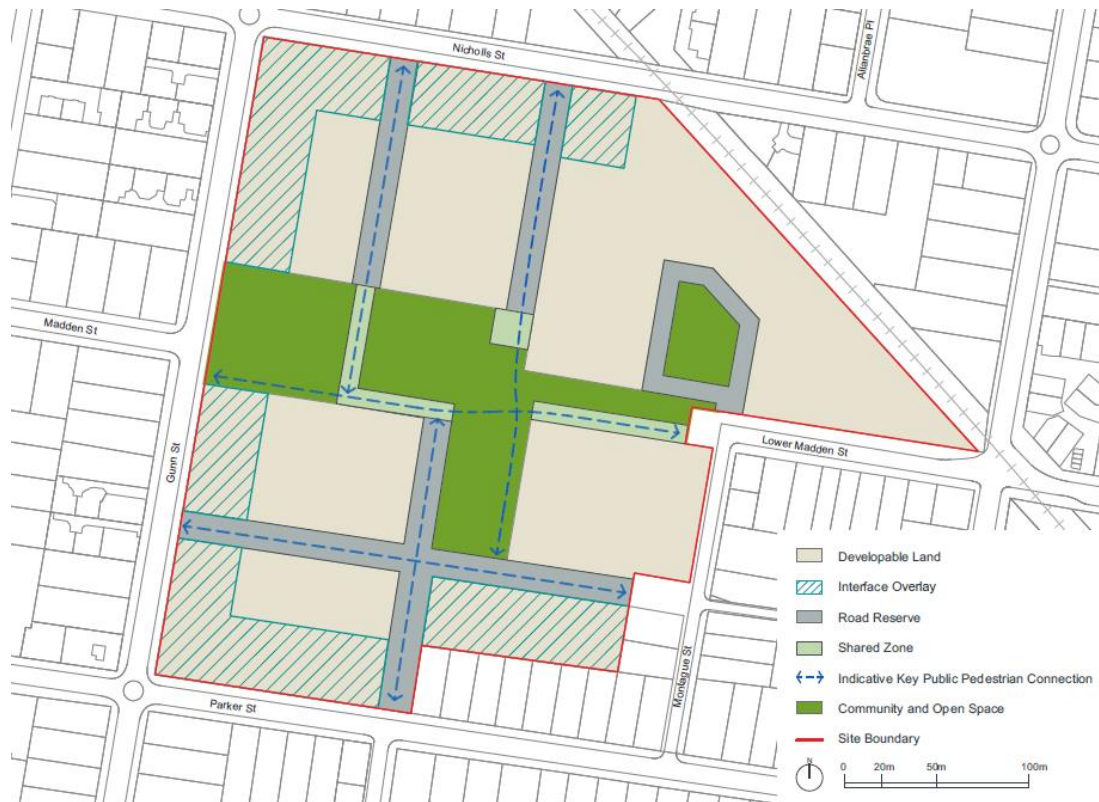 Nicholls St
Allanbrae Pl
Madden St
Gunn St
Lower Madden St
Montague St
Parker St
Developable Land
Interface Overlay
Road Reserve
Shared Zone
Indicative Key Public Pedestrian Connection
Community and Open Space
Site Boundary
N
0 20m 50m 100m